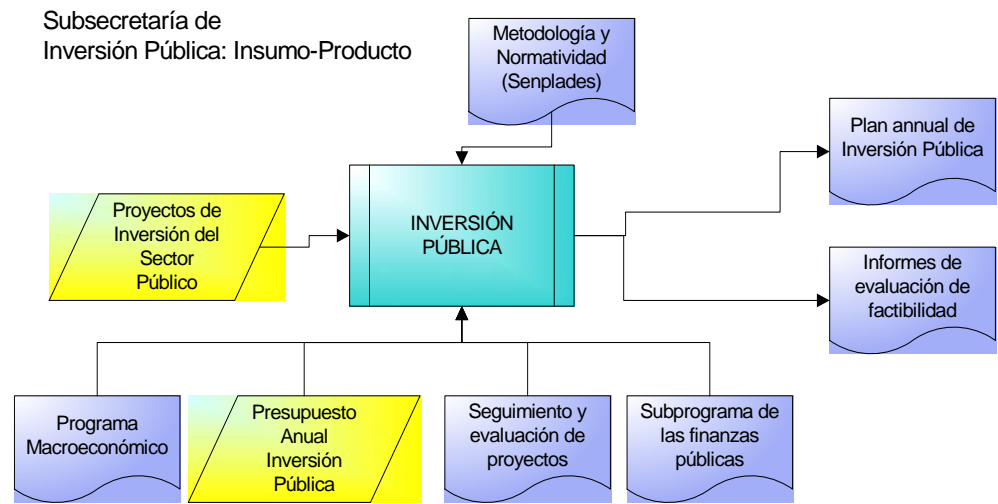 Subsecretaría de
Inversión Pública: Insumo-Producto
Metodología y
Normatividad
(Senplades)
Plan annual de
Inversión Pública
Proyectos de
Inversión del
Sector
Público
INVERSIÓN
PÚBLICA
Informes de
evaluación de
factibilidad
Programa
Macroeconómico
Presupuesto
Anual
Inversión
Pública
Seguimiento y
evaluación de
proyectos
Subprograma de
las finanzas
públicas